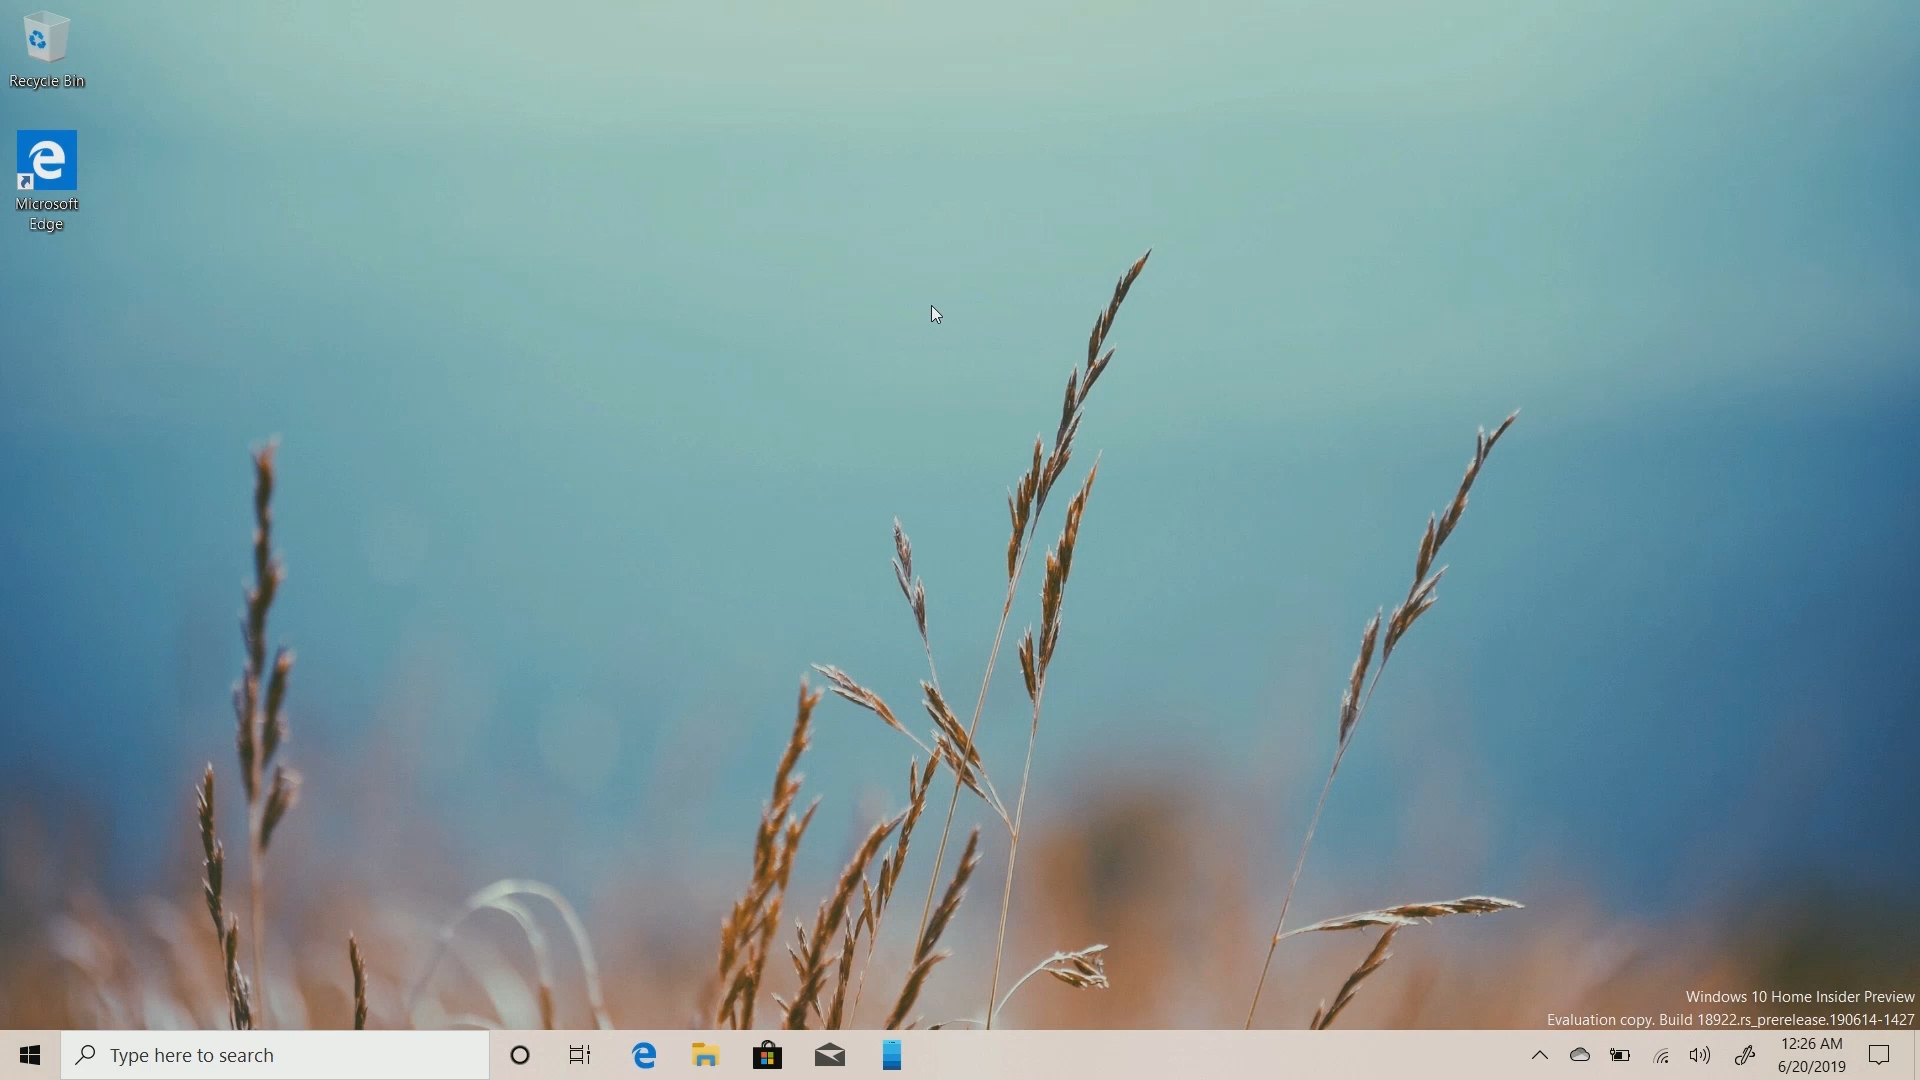 Recycle Bin
Microsoft
Edge
Windows 10 Home Insider Preview
Evaluation copy. Build 18922.rs_prerelease.190614-1427
Type here to search
12:26 AM
6/20/2019